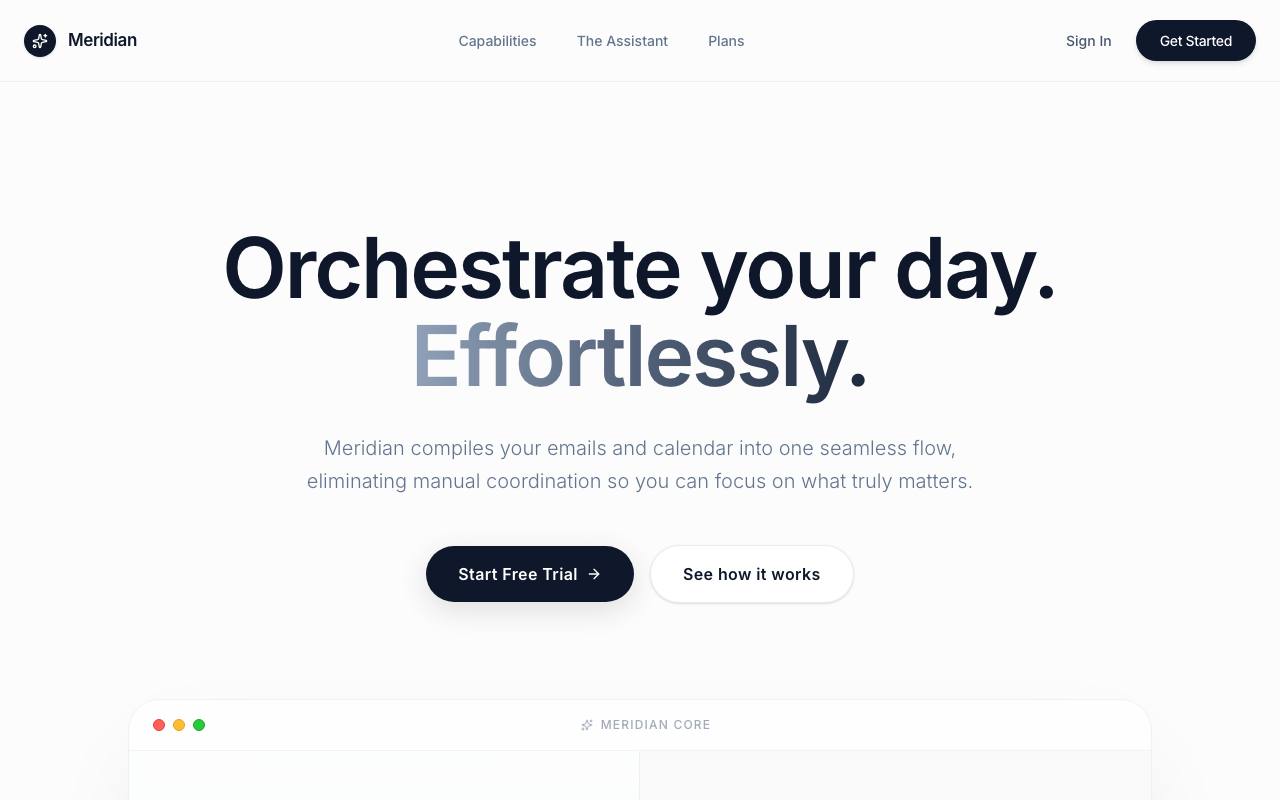 Meridian
Capabilities
The Assistant
Plans
Sign In
Get Started
Orchestrate your day.
Effortlessly.
Meridian compiles your emails and calendar into one seamless flow,
eliminating manual coordination so you can focus on what truly matters.
Start Free Trial →
See how it works
MERIDIAN CORE